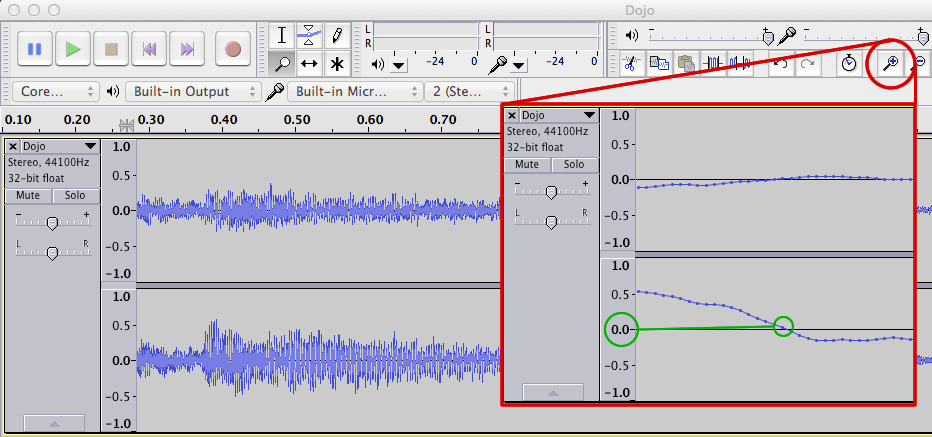 Dojo
L
R
L
R
-24 0
-24 0
- +
- +
Core...
Built-in Output
Built-in Micr...
2 (Ste...
0.10 0.20 0.30 0.40 0.50 0.60 0.70
Dojo
Stereo, 44100Hz
32-bit float
Mute Solo
- +
L R
1.0
0.5-
0.0-
-0.5-
-1.0
1.0
0.5-
0.0-
-0.5-
-1.0
Dojo
Stereo, 44100Hz
32-bit float
Mute Solo
- +
L R
1.0
0.5-
0.0-
-0.5-
-1.0
1.0
0.5-
0.0-
-0.5-
-1.0